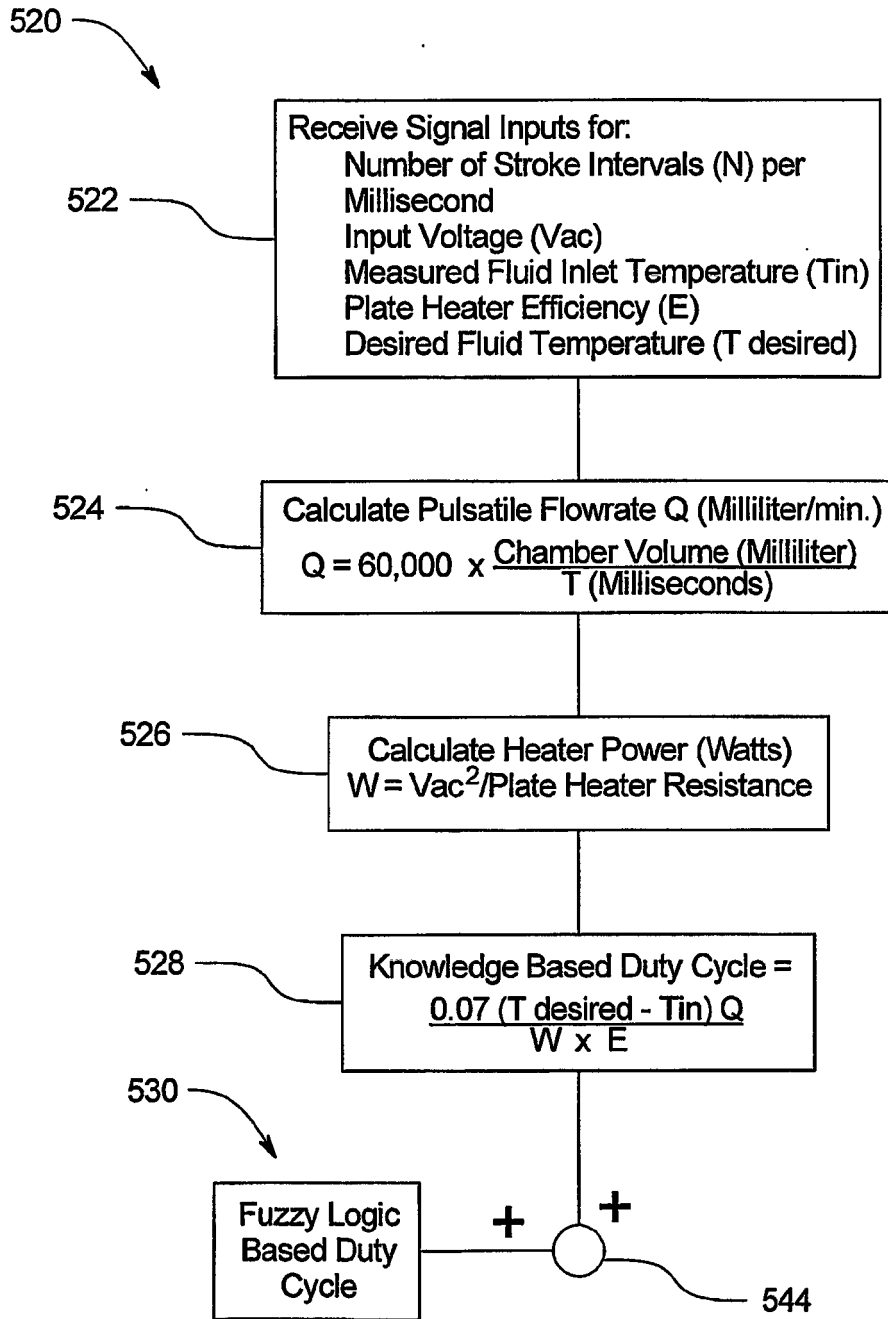 520
Receive Signal Inputs for:
Number of Stroke Intervals (N) per
Millisecond
Input Voltage (Vac)
Measured Fluid Inlet Temperature (Tin)
Plate Heater Efficiency (E)
Desired Fluid Temperature (T desired)
522
524
Calculate Pulsatile Flowrate Q (Milliliter/min.)
Q = 60,000 x Chamber Volume (Milliliter)
T (Milliseconds)
526
Calculate Heater Power (Watts)
W = Vac²/Plate Heater Resistance
528
Knowledge Based Duty Cycle =
0.07 (T desired - Tin) Q
W x E
530
Fuzzy Logic
Based Duty
Cycle
+
+
544